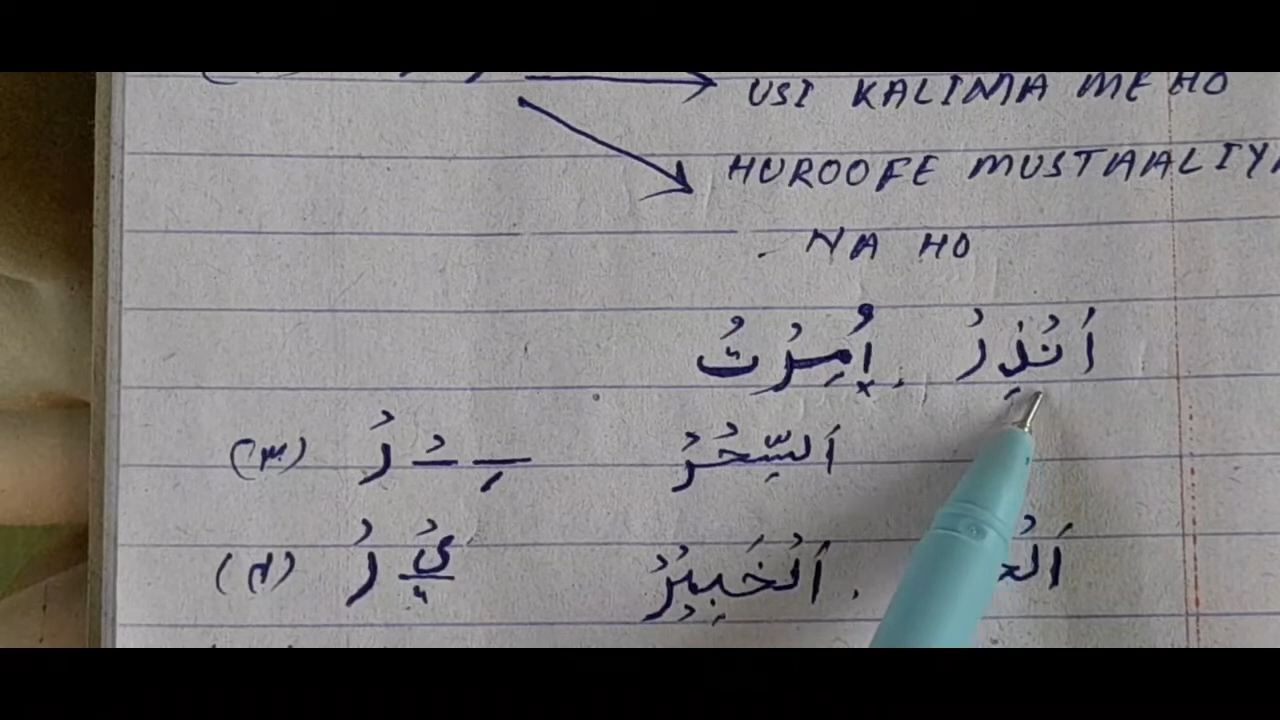 USI KALIMA ME HO
HUROOFE MUSTAALIY
NA HO
اَنْذِرْ . اُمِرْتُ
اَلسِّحْرْ ـِـ ـْـ رْ (٣)
. اَلْخَبِيْرْ يْ رْ (٤)